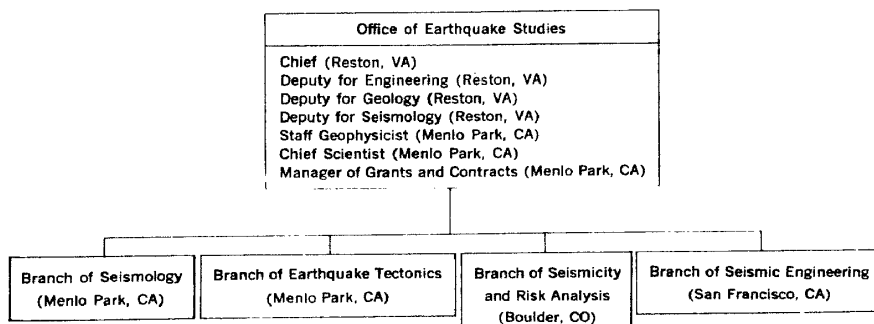 Office of Earthquake Studies
Chief (Reston, VA)
Deputy for Engineering (Reston, VA)
Deputy for Geology (Reston, VA)
Deputy for Seismology (Reston, VA)
Staff Geophysicist (Menlo Park, CA)
Chief Scientist (Menlo Park, CA)
Manager of Grants and Contracts (Menlo Park, CA)
Branch of Seismology
(Menlo Park, CA)
Branch of Earthquake Tectonics
(Menlo Park, CA)
Branch of Seismicity
and Risk Analysis
(Boulder, CO)
Branch of Seismic Engineering
(San Francisco, CA)